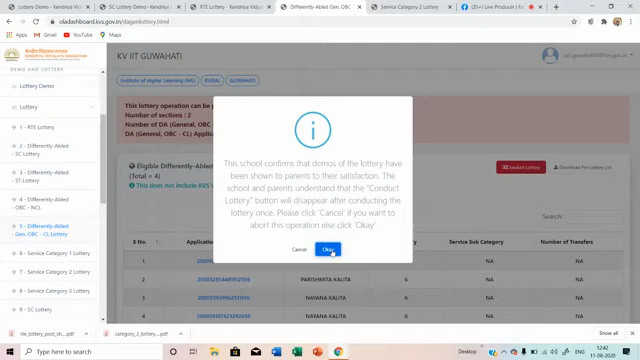 Lottery Demo - Kendriya Vidy
SC Lottery Demo - Kendriya Vidy
RTE Lottery Demo - Kendriya Vidy
Differently-Abled Gen, OBC - CL
Service Category 2 Lottery -
(20+) Live Producer | F
oladashboard.kvs.gov.in/dagenlottery.html
Apps
Gmail
YouTube
Maps
KV IIT GUWAHATI
Institute of Higher Learning (IHL)
RURAL
GUWAHATI
DEMO AND LOTTERY
Lottery Demo
Lottery
1 - RTE Lottery
2 - Differently-Abled
SC Lottery
3 - Differently-Abled
ST Lottery
4 - Differently-Abled
OBC - NCL
5 - Differently-Abled
Gen, OBC - CL Lottery
6 - Service Category 1 Lottery
7 - Service Category 2 Lottery
8 - Service Category 3 Lottery
9 - SC Lottery
This lottery operation can be
Number of sections : 2
Number of DA (General, OBC
DA (General, OBC - CL) Applica
Eligible Differently-Abled
(Total = 4)
This does not include KVS
Conduct Lottery
Download Pre Lottery List
Search:
S No.
Application
Service Sub Category
Number of Transfers
1
6
NA
NA
2
PARISHMITA KALITA
6
NA
NA
3
NAYANA KALITA
6
NA
NA
4
NAYANA KALITA
6
NA
NA
This school confirms that demos of the lottery have
been shown to parents to their satisfaction. The
school and parents understand that the "Conduct
Lottery" button will disappear after conducting the
lottery once. Please click 'Cancel' if you want to
abort this operation else click 'Okay'
Cancel
Okay
category_2_lottery....pdf
Show all
Type here to search
Desktop
ENG
12:42
11-08-2020